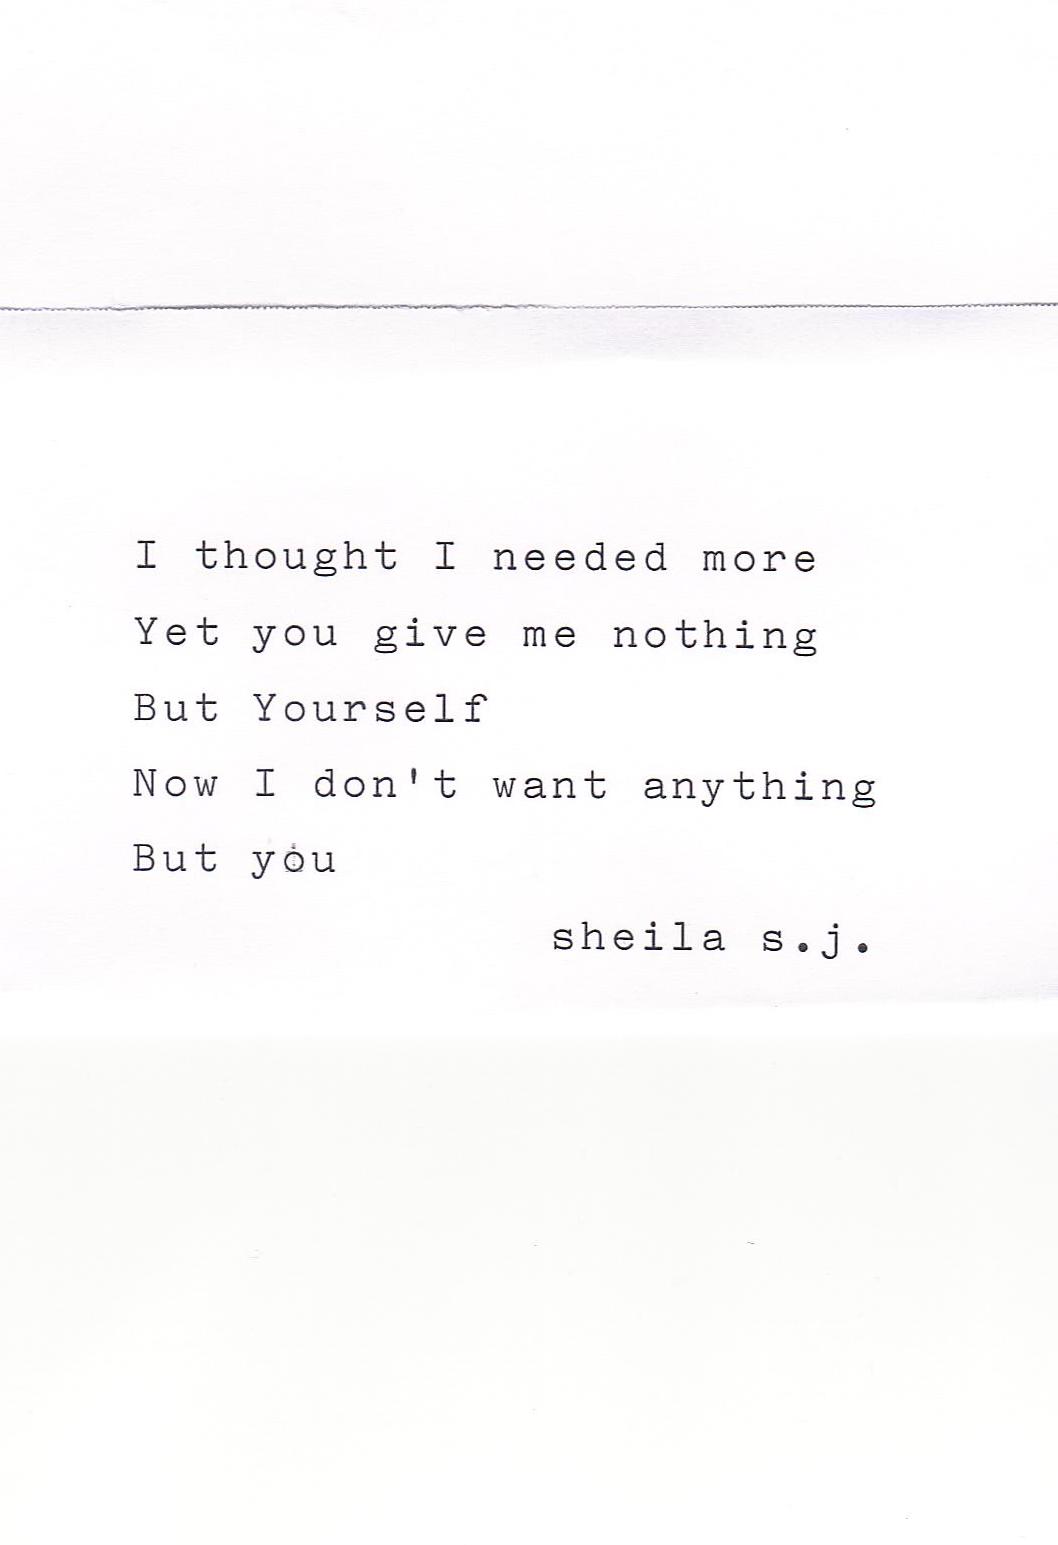 I thought I needed more
Yet you give me nothing
But Yourself
Now I don't want anything
But you
sheila s.j.